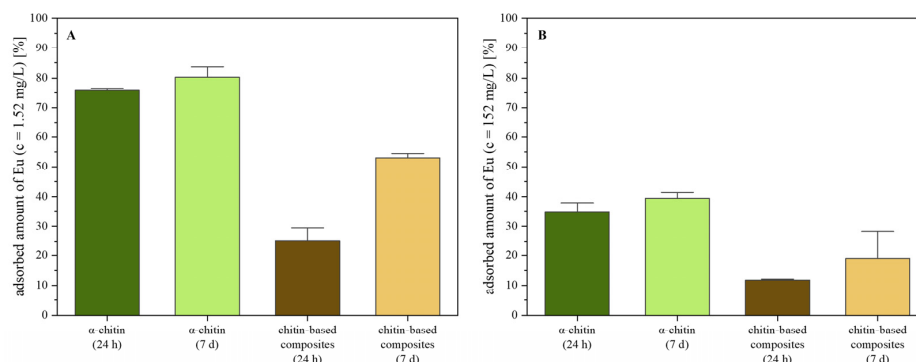 A
adsorbed amount of Eu (c = 1.52 mg/L) [%]
100
90
80
70
60
50
40
30
20
10
0
α-chitin
(24 h)
α-chitin
(7 d)
chitin-based
composites
(24 h)
chitin-based
composites
(7 d)
B
adsorbed amount of Eu (c = 152 mg/L) [%]
100
90
80
70
60
50
40
30
20
10
0
α-chitin
(24 h)
α-chitin
(7 d)
chitin-based
composites
(24 h)
chitin-based
composites
(7 d)